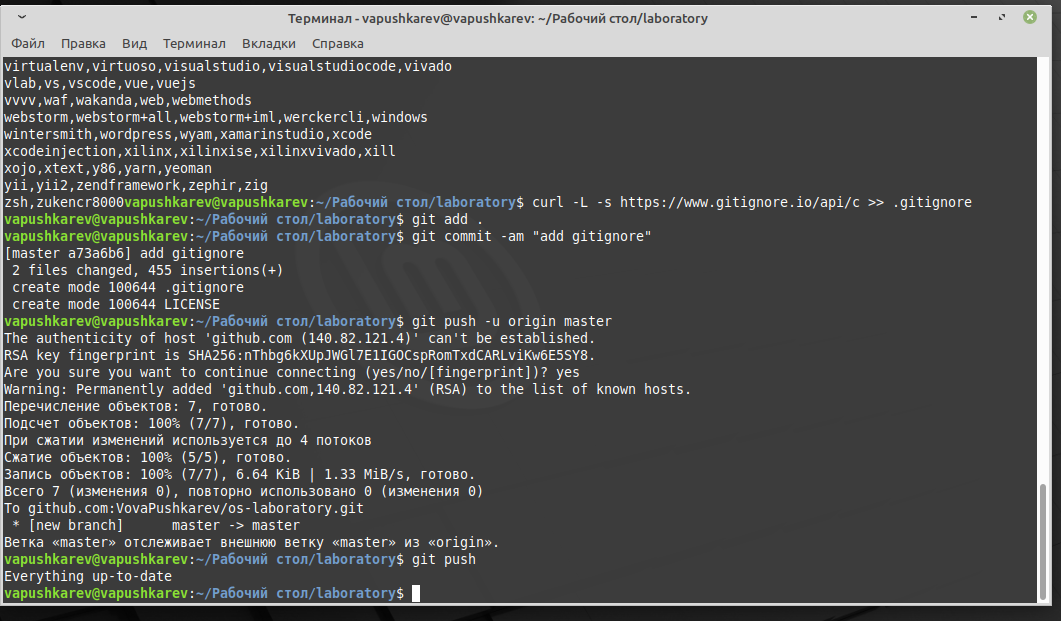 Терминал - vapushkarev@vapushkarev: ~/Рабочий стол/laboratory
Файл Правка Вид Терминал Вкладки Справка
virtualenv,virtuoso,visualstudio,visualstudiocode,vivado
vlab,vs,vscode,vue,vuejs
vvvv,waf,wakanda,web,webmethods
webstorm,webstorm+all,webstorm+iml,werckercli,windows
wintersmith,wordpress,wyam,xamarinstudio,xcode
xcodeinjection,xilinx,xilinxise,xilinxvivado,xill
xojo,xtext,y86,yarn,yeoman
yii,yii2,zendframework,zephir,zig
zsh,zukencr8000vapushkarev@vapushkarev:~/Рабочий стол/laboratory$ curl -L -s https://www.gitignore.io/api/c >> .gitignore
vapushkarev@vapushkarev:~/Рабочий стол/laboratory$ git add .
vapushkarev@vapushkarev:~/Рабочий стол/laboratory$ git commit -am "add gitignore"
[master a73a6b6] add gitignore
 2 files changed, 455 insertions(+)
 create mode 100644 .gitignore
 create mode 100644 LICENSE
vapushkarev@vapushkarev:~/Рабочий стол/laboratory$ git push -u origin master
The authenticity of host 'github.com (140.82.121.4)' can't be established.
RSA key fingerprint is SHA256:nThbg6kXUpJWGl7E1IGOCspRomTxdCARLviKw6E5SY8.
Are you sure you want to continue connecting (yes/no/[fingerprint])? yes
Warning: Permanently added 'github.com,140.82.121.4' (RSA) to the list of known hosts.
Перечисление объектов: 7, готово.
Подсчет объектов: 100% (7/7), готово.
При сжатии изменений используется до 4 потоков
Сжатие объектов: 100% (5/5), готово.
Запись объектов: 100% (7/7), 6.64 KiB | 1.33 MiB/s, готово.
Всего 7 (изменения 0), повторно использовано 0 (изменения 0)
To github.com:VovaPushkarev/os-laboratory.git
 * [new branch]      master -> master
Ветка «master» отслеживает внешнюю ветку «master» из «origin».
vapushkarev@vapushkarev:~/Рабочий стол/laboratory$ git push
Everything up-to-date
vapushkarev@vapushkarev:~/Рабочий стол/laboratory$